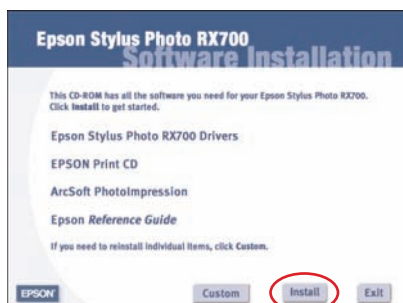 Epson Stylus Photo RX700
Software Installation
This CD-ROM has all the software you need for your Epson Stylus Photo RX700.
Click Install to get started.
Epson Stylus Photo RX700 Drivers
EPSON Print CD
ArcSoft PhotoImpression
Epson Reference Guide
If you need to reinstall individual items, click Custom.
EPSON Custom Install Exit